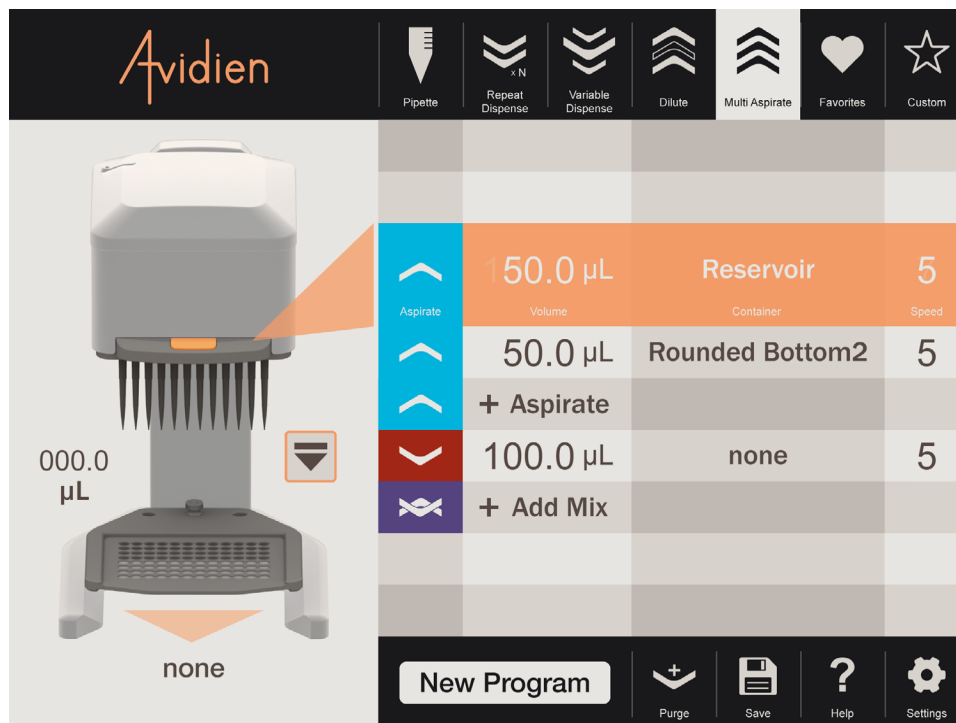 Avidien
Pipette
x N
Repeat
Dispense
Variable
Dispense
Dilute
Multi Aspirate
Favorites
Custom
150.0 µL Reservoir 5
Aspirate Volume Container Speed
50.0 µL Rounded Bottom2 5
+ Aspirate
100.0 µL none 5
+ Add Mix
000.0
µL
none
New Program
+
Purge
Save
?
Help
Settings